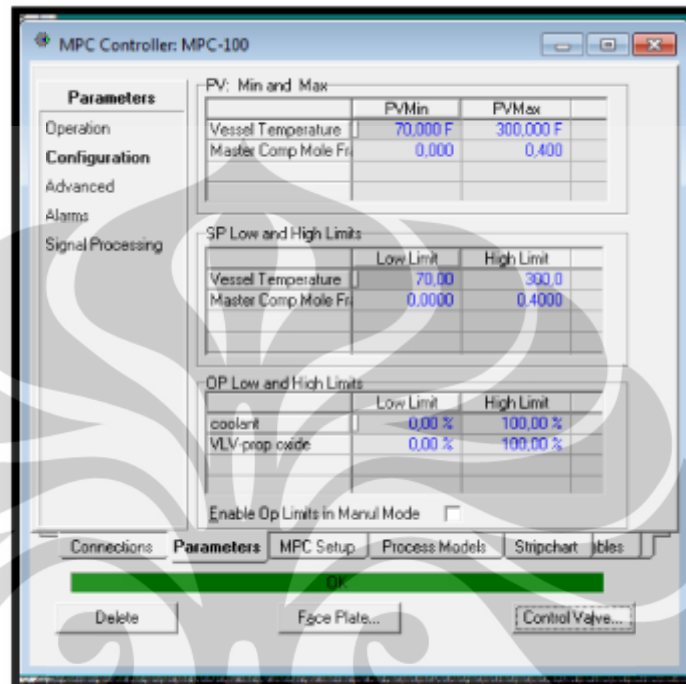 MPC Controller: MPC-100
Parameters
Operation
Configuration
Advanced
Alarms
Signal Processing
PV: Min and Max
PVMin PVMax
Vessel Temperature 70,000 F 300,000 F
Master Comp Mole Fra 0,000 0,400
SP Low and High Limits
Low Limit High Limit
Vessel Temperature 70,00 300,0
Master Comp Mole Fra 0,0000 0,4000
OP Low and High Limits
Low Limit High Limit
coolant 0,00 % 100,00 %
VLV-prop oxide 0,00 % 100,00 %
Enable Op Limits in Manul Mode
Connections Parameters MPC Setup Process Models Stripchart bles
OK
Delete Face Plate... Control Valve...